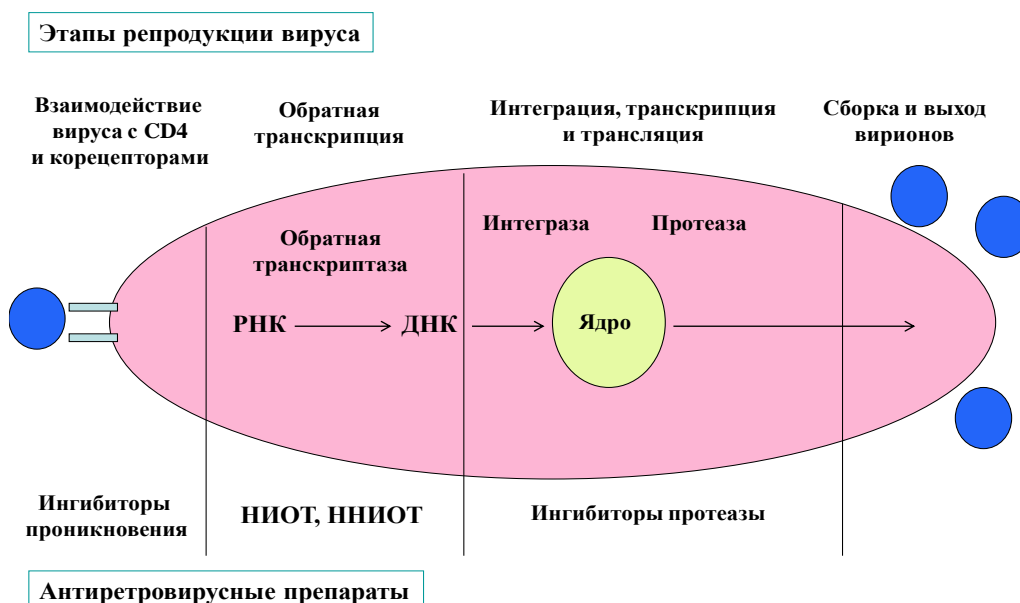 Этапы репродукции вируса
Взаимодействие
вируса с CD4
и корецепторами
Обратная
транскрипция
Интеграция, транскрипция
и трансляция
Сборка и выход
вирионов
Обратная
транскриптаза
Интеграза
Протеаза
РНК
ДНК
Ядро
Ингибиторы
проникновения
НИОТ, ННИОТ
Ингибиторы протеазы
Антиретровирусные препараты